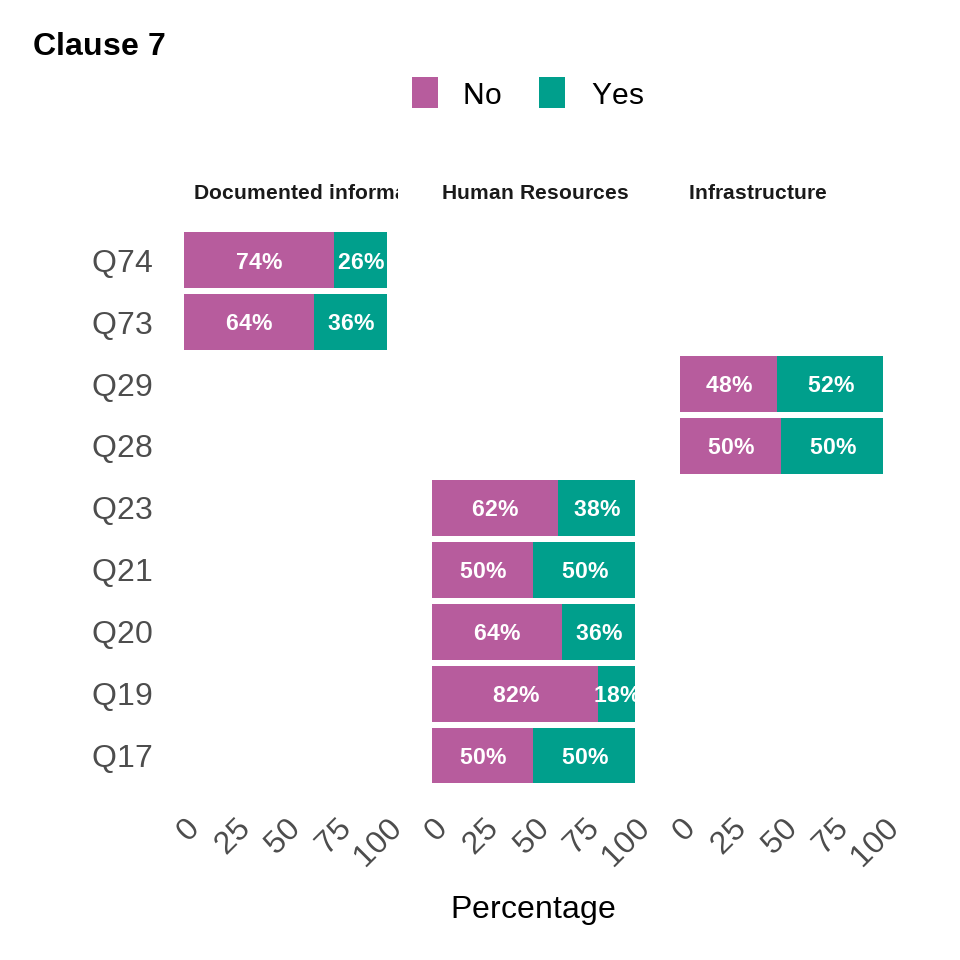 Clause 7
No Yes
Documented informa Human Resources Infrastructure
Q74 74% 26%
Q73 64% 36%
Q29 48% 52%
Q28 50% 50%
Q23 62% 38%
Q21 50% 50%
Q20 64% 36%
Q19 82% 18%
Q17 50% 50%
0 25 50 75 100 0 25 50 75 100 0 25 50 75 100
Percentage